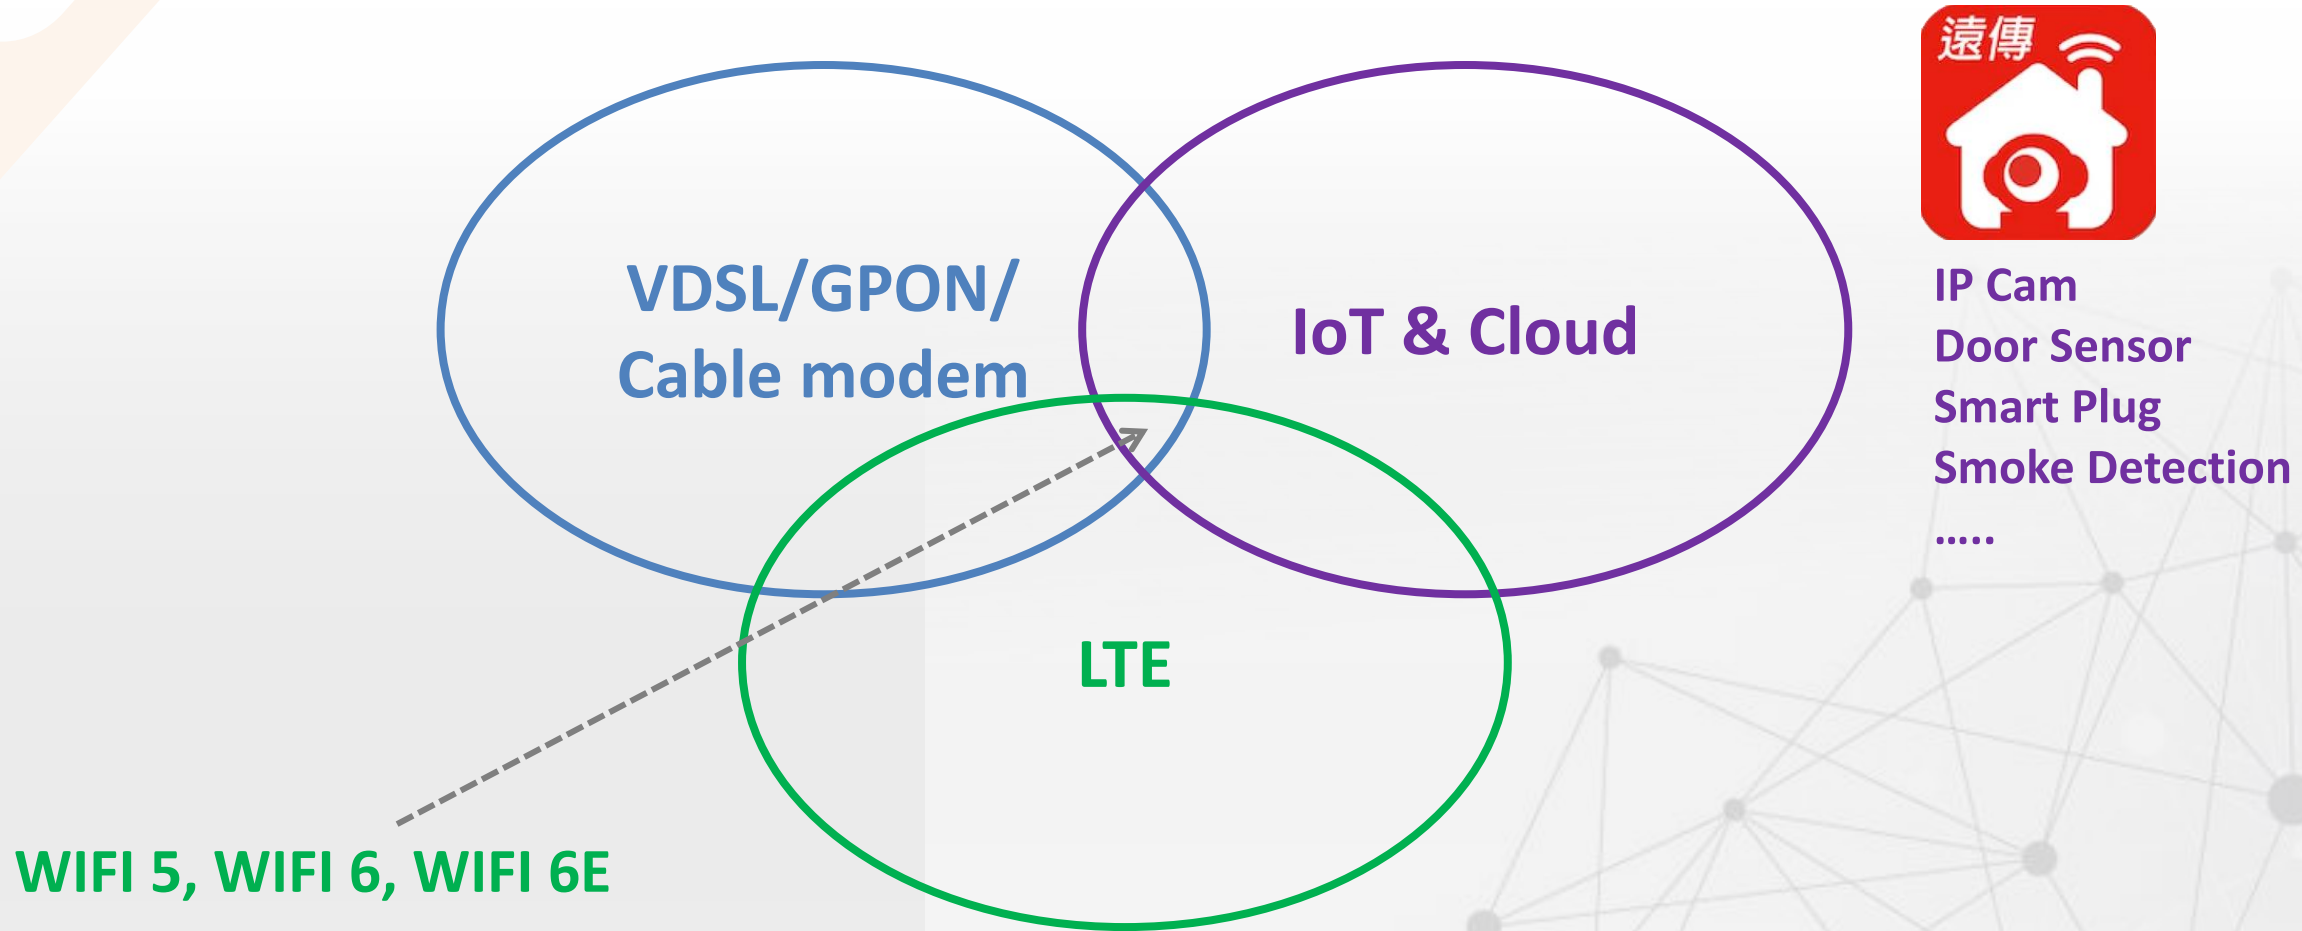 遠傳
VDSL/GPON/
Cable modem
IoT & Cloud
IP Cam
Door Sensor
Smart Plug
Smoke Detection
.....
LTE
WIFI 5, WIFI 6, WIFI 6E